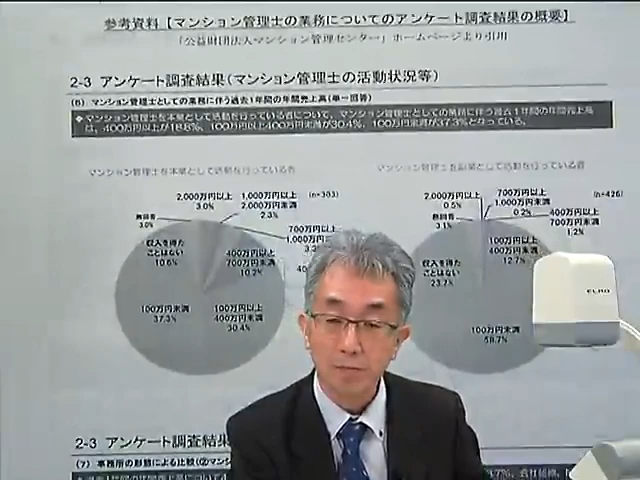 参考資料【マンション管理士の業務についてのアンケート調査結果の概要】
「公益財団法人マンション管理センター」ホームページより引用
2-3 アンケート調査結果(マンション管理士の活動状況等)
(6) マンション管理士としての業務に伴う過去1年間の年間売上高(単一回答)
◆マンション管理士を本業として活動を行っている者について、マンション管理士としての業務に伴う過去1年間の年間売上高
は、400万円以上が18.8%、100万円以上400万円未満が30.4%、100万円未満が37.3%となっている。
マンション管理士を本業として活動を行っている者
マンション管理士を副業として活動を行っている者
2,000万円以上
3.0%
1,000万円以上
2,000万円未満
2.3%
(n=303)
無回答
3.0%
700万円以上
1,000万
3.3
収入を得た
ことはない
10.6%
400万円以上
700万円未満
10.2%
100万円未満
37.3%
100万円以上
400万円未満
30.4%
2,000万円以上
0.5%
700万円以上
1,000万円未満
0.2%
(n=426)
無回答
3.1%
400万円以上
700万円未満
1.2%
収入を得た
ことはない
23.7%
100万円以上
400万円未満
12.7%
100万円未満
58.7%
ELMO
2-3 アンケート調査結果
(7) 事務所の形態による比較(②マンシ